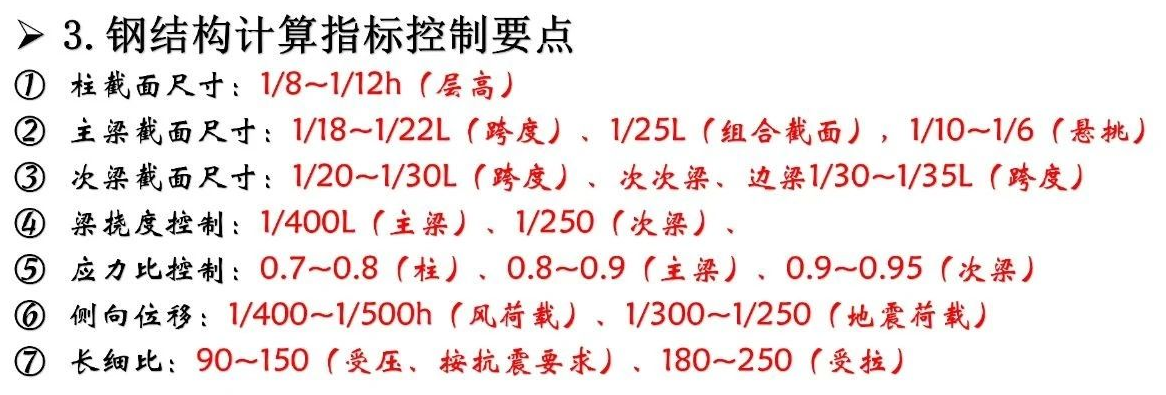 ➢ 3. 钢结构计算指标控制要点
① 柱截面尺寸：1/8~1/12h（层高）
② 主梁截面尺寸：1/18~1/22L（跨度）、1/25L（组合截面），1/10~1/6（悬挑）
③ 次梁截面尺寸：1/20~1/30L（跨度）、次次梁、边梁1/30~1/35L（跨度）
④ 梁挠度控制：1/400L（主梁）、1/250（次梁）、
⑤ 应力比控制：0.7~0.8（柱）、0.8~0.9（主梁）、0.9~0.95（次梁）
⑥ 侧向位移：1/400~1/500h（风荷载）、1/300~1/250（地震荷载）
⑦ 长细比：90~150（受压、按抗震要求）、180~250（受拉）